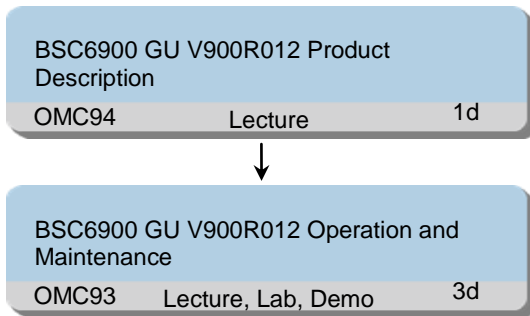 BSC6900 GU V900R012 Product
Description
OMC94 Lecture 1d
BSC6900 GU V900R012 Operation and
Maintenance
OMC93 Lecture, Lab, Demo 3d